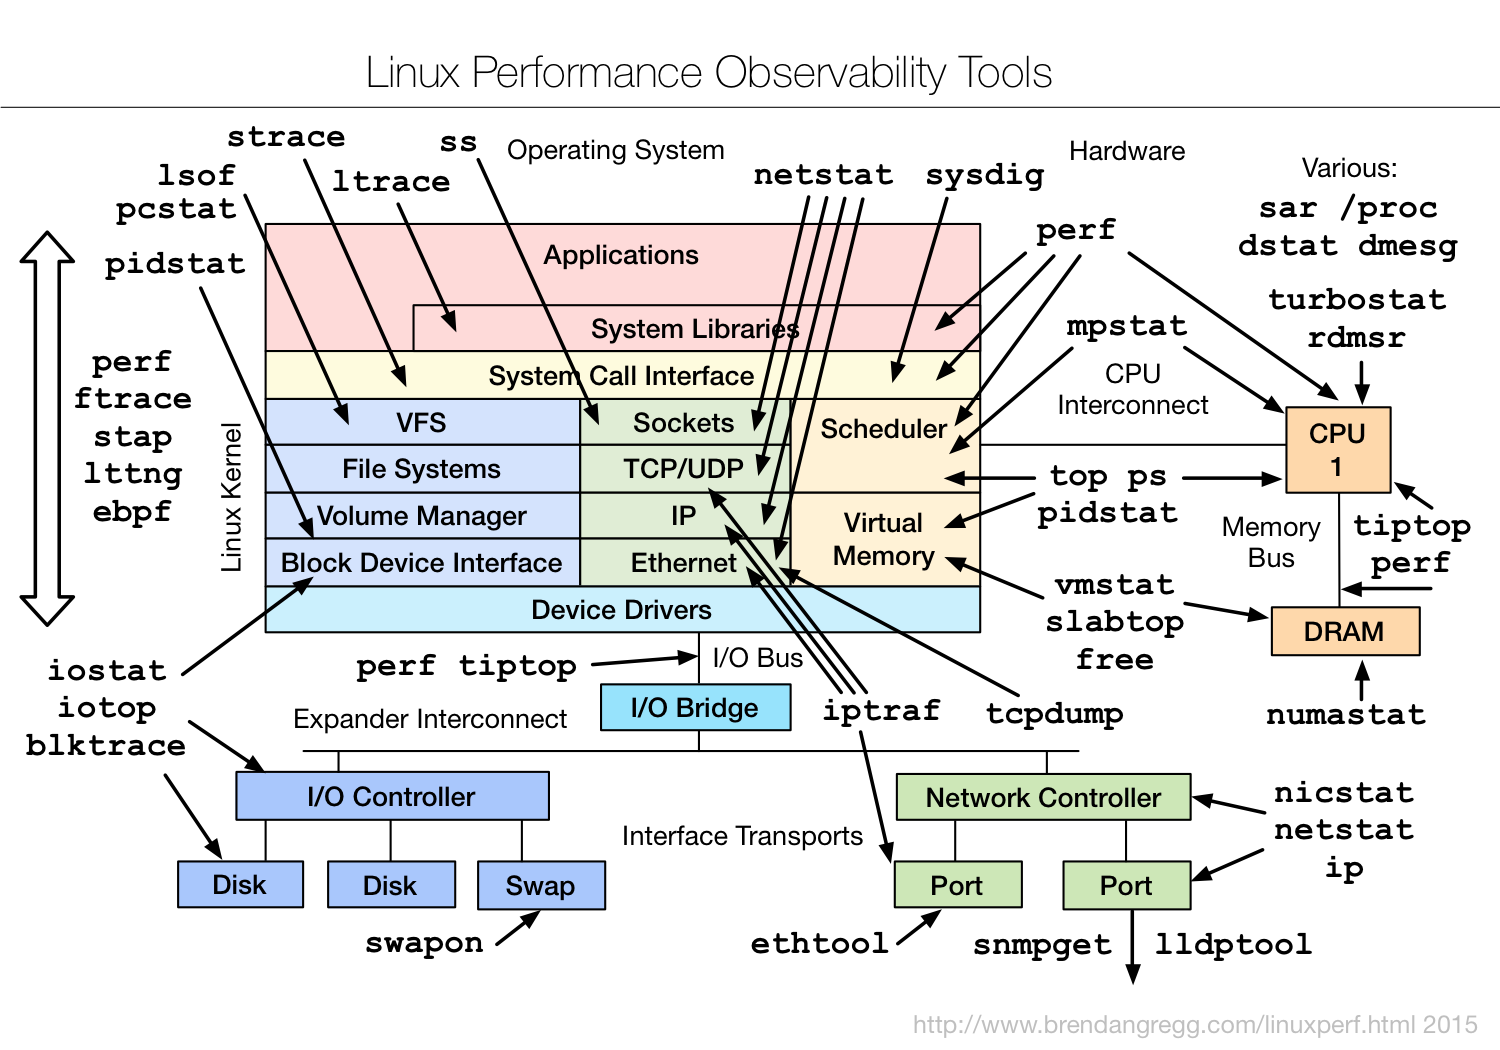 Linux Performance Observability Tools
strace
ss
Operating System
Hardware
Various:
lsof
ltrace
netstat
sysdig
pcstat
sar /proc
perf
dstat dmesg
pidstat
Applications
turbostat
rdmsr
mpstat
System Libraries
perf
ftrace
stap
lttng
ebpf
System Call Interface
CPU
Interconnect
Linux Kernel
VFS
Sockets
Scheduler
CPU
1
File Systems
TCP/UDP
top ps
pidstat
Volume Manager
IP
Virtual
Memory
Memory
Bus
tiptop
perf
Block Device Interface
Ethernet
vmstat
slabtop
free
Device Drivers
DRAM
iostat
iotop
blktrace
perf tiptop
I/O Bus
I/O Bridge
iptraf
tcpdump
numastat
Expander Interconnect
I/O Controller
Network Controller
nicstat
netstat
ip
Interface Transports
Disk
Disk
Swap
Port
Port
swapon
ethtool
snmpget
lldptool
http://www.brendangregg.com/linuxperf.html 2015